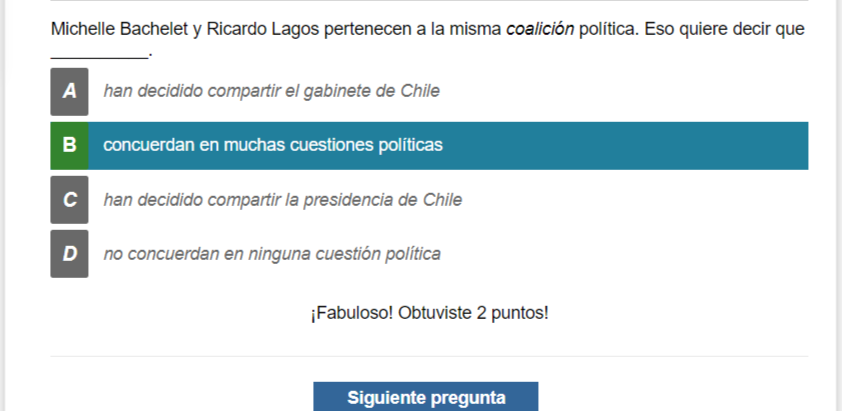 Michelle Bachelet y Ricardo Lagos pertenecen a la misma coalición política. Eso quiere decir que
___________.
A han decidido compartir el gabinete de Chile
B concuerdan en muchas cuestiones políticas
C han decidido compartir la presidencia de Chile
D no concuerdan en ninguna cuestión política
¡Fabuloso! Obtuviste 2 puntos!
Siguiente pregunta